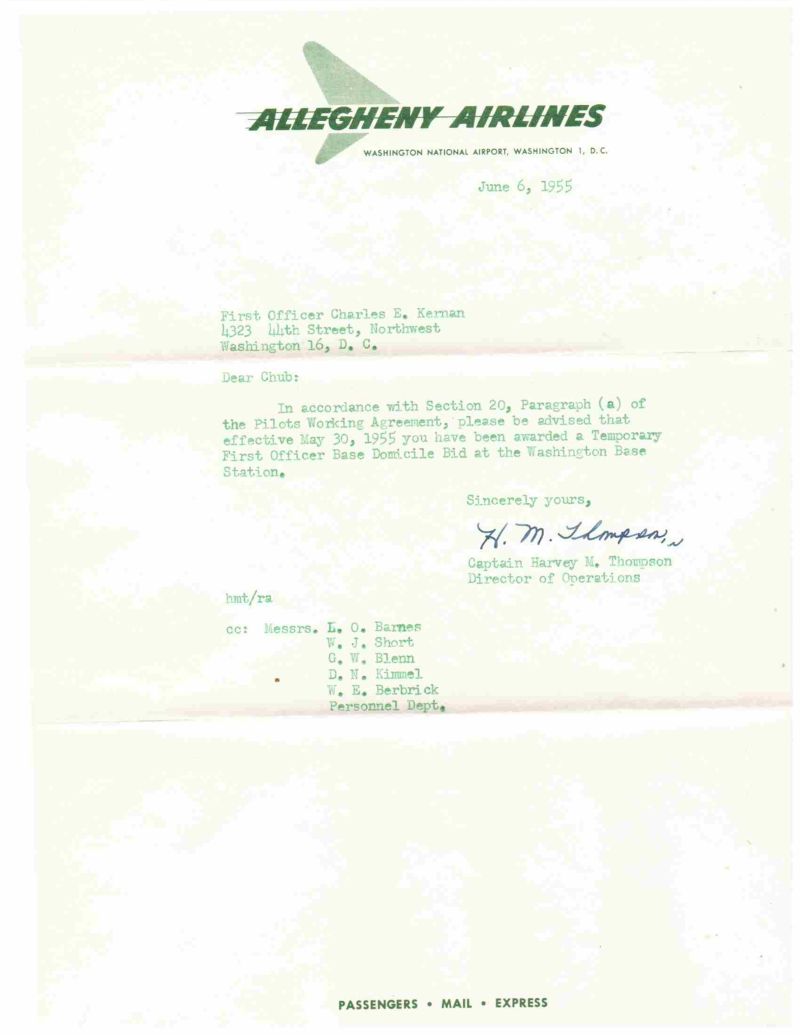 ALLEGHENY AIRLINES
WASHINGTON NATIONAL AIRPORT, WASHINGTON 1, D.C.
June 6, 1955
First Officer Charles E. Kernan
4323 44th Street, Northwest
Washington 16, D. C.
Dear Chub:
In accordance with Section 20, Paragraph (a) of
the Pilots Working Agreement, please be advised that
effective May 30, 1955 you have been awarded a Temporary
First Officer Base Domicile Bid at the Washington Base
Station.
Sincerely yours,
H. M. Thompson
Captain Harvey M. Thompson
Director of Operations
hmt/ra
cc: Messrs. L. O. Barnes
W. J. Short
G. W. Blenn
D. N. Kimmel
W. E. Berbrick
Personnel Dept.
PASSENGERS • MAIL • EXPRESS